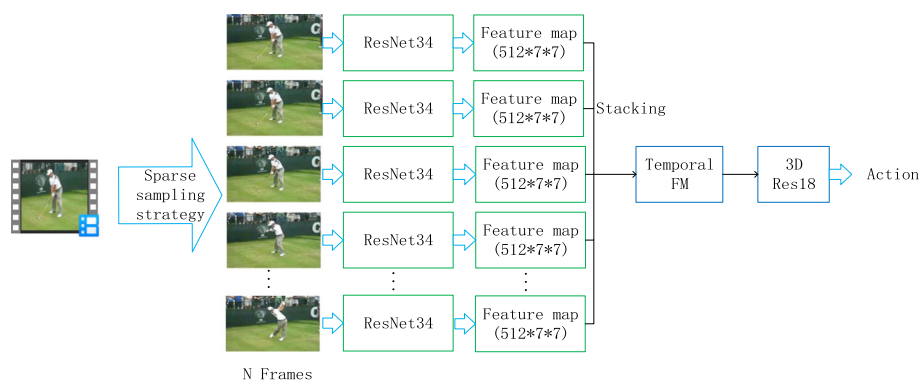 Sparse
sampling
strategy
ResNet34
Feature map
(512*7*7)
ResNet34
Feature map
(512*7*7)
Stacking
ResNet34
Feature map
(512*7*7)
Temporal
FM
3D
Res18
Action
ResNet34
Feature map
(512*7*7)
ResNet34
Feature map
(512*7*7)
N Frames